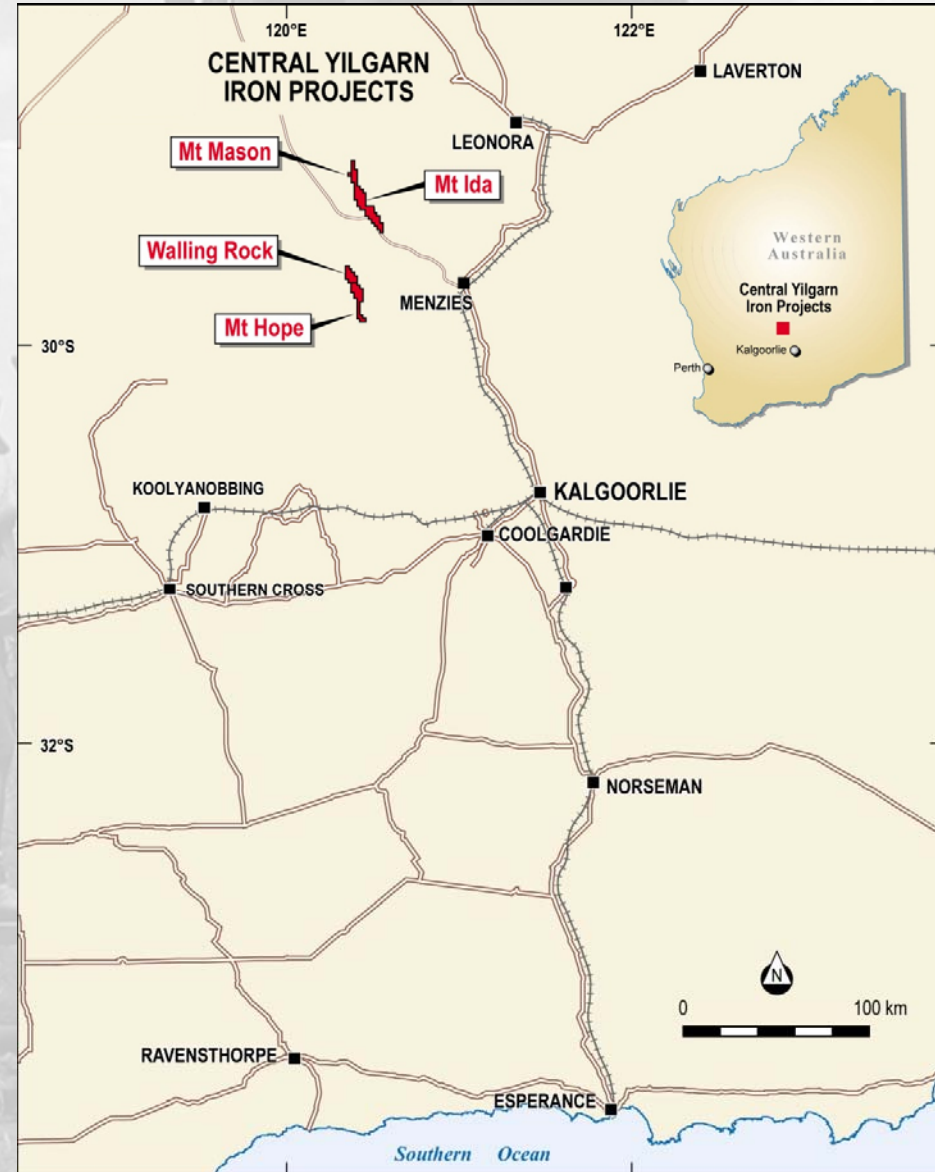 120°E
122°E
CENTRAL YILGARN
IRON PROJECTS
LAVERTON
LEONORA
Mt Mason
Mt Ida
Walling Rock
MENZIES
Mt Hope
30°S
Western
Australia
Central Yilgarn
Iron Projects
Kalgoorlie
Perth
KOOLYANOBBING
KALGOORLIE
COOLGARDIE
SOUTHERN CROSS
32°S
NORSEMAN
N
0 100 km
RAVENSTHORPE
ESPERANCE
Southern Ocean